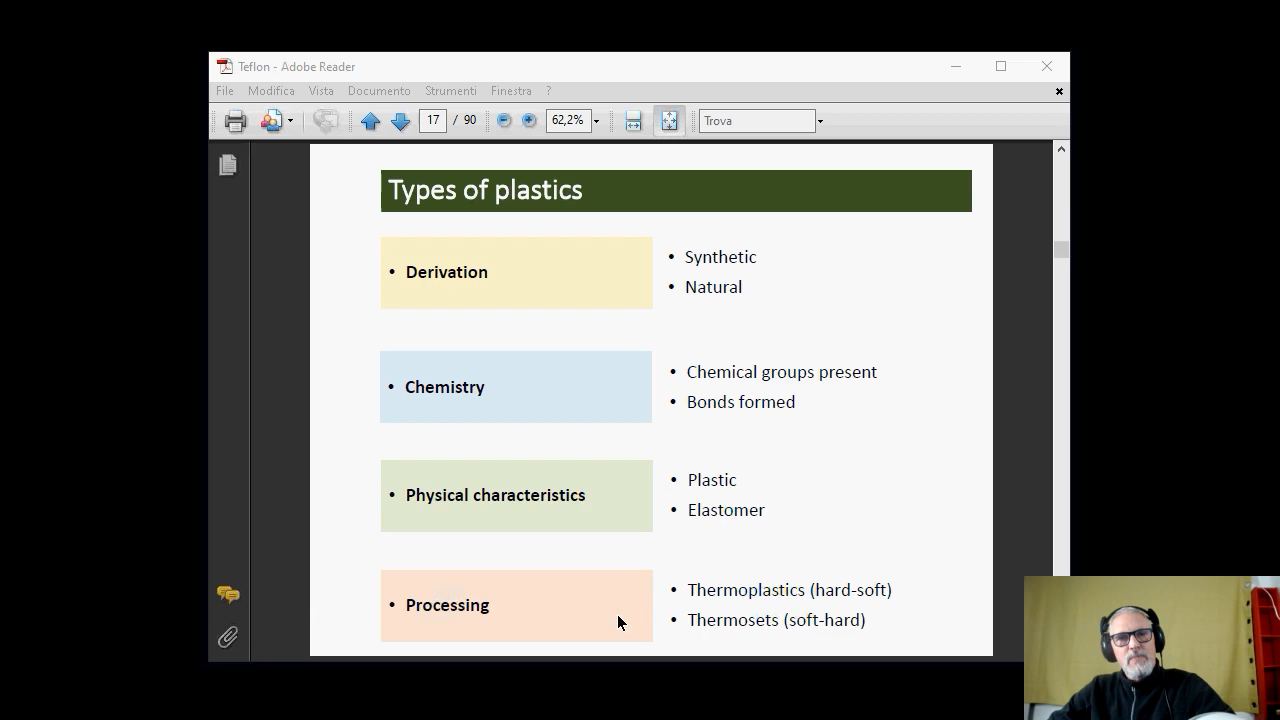 Teflon - Adobe Reader
File Modifica Vista Documento Strumenti Finestra ?
17 / 90 62,2% Trova
Types of plastics
• Derivation
• Synthetic
• Natural
• Chemistry
• Chemical groups present
• Bonds formed
• Physical characteristics
• Plastic
• Elastomer
• Processing
• Thermoplastics (hard-soft)
• Thermosets (soft-hard)